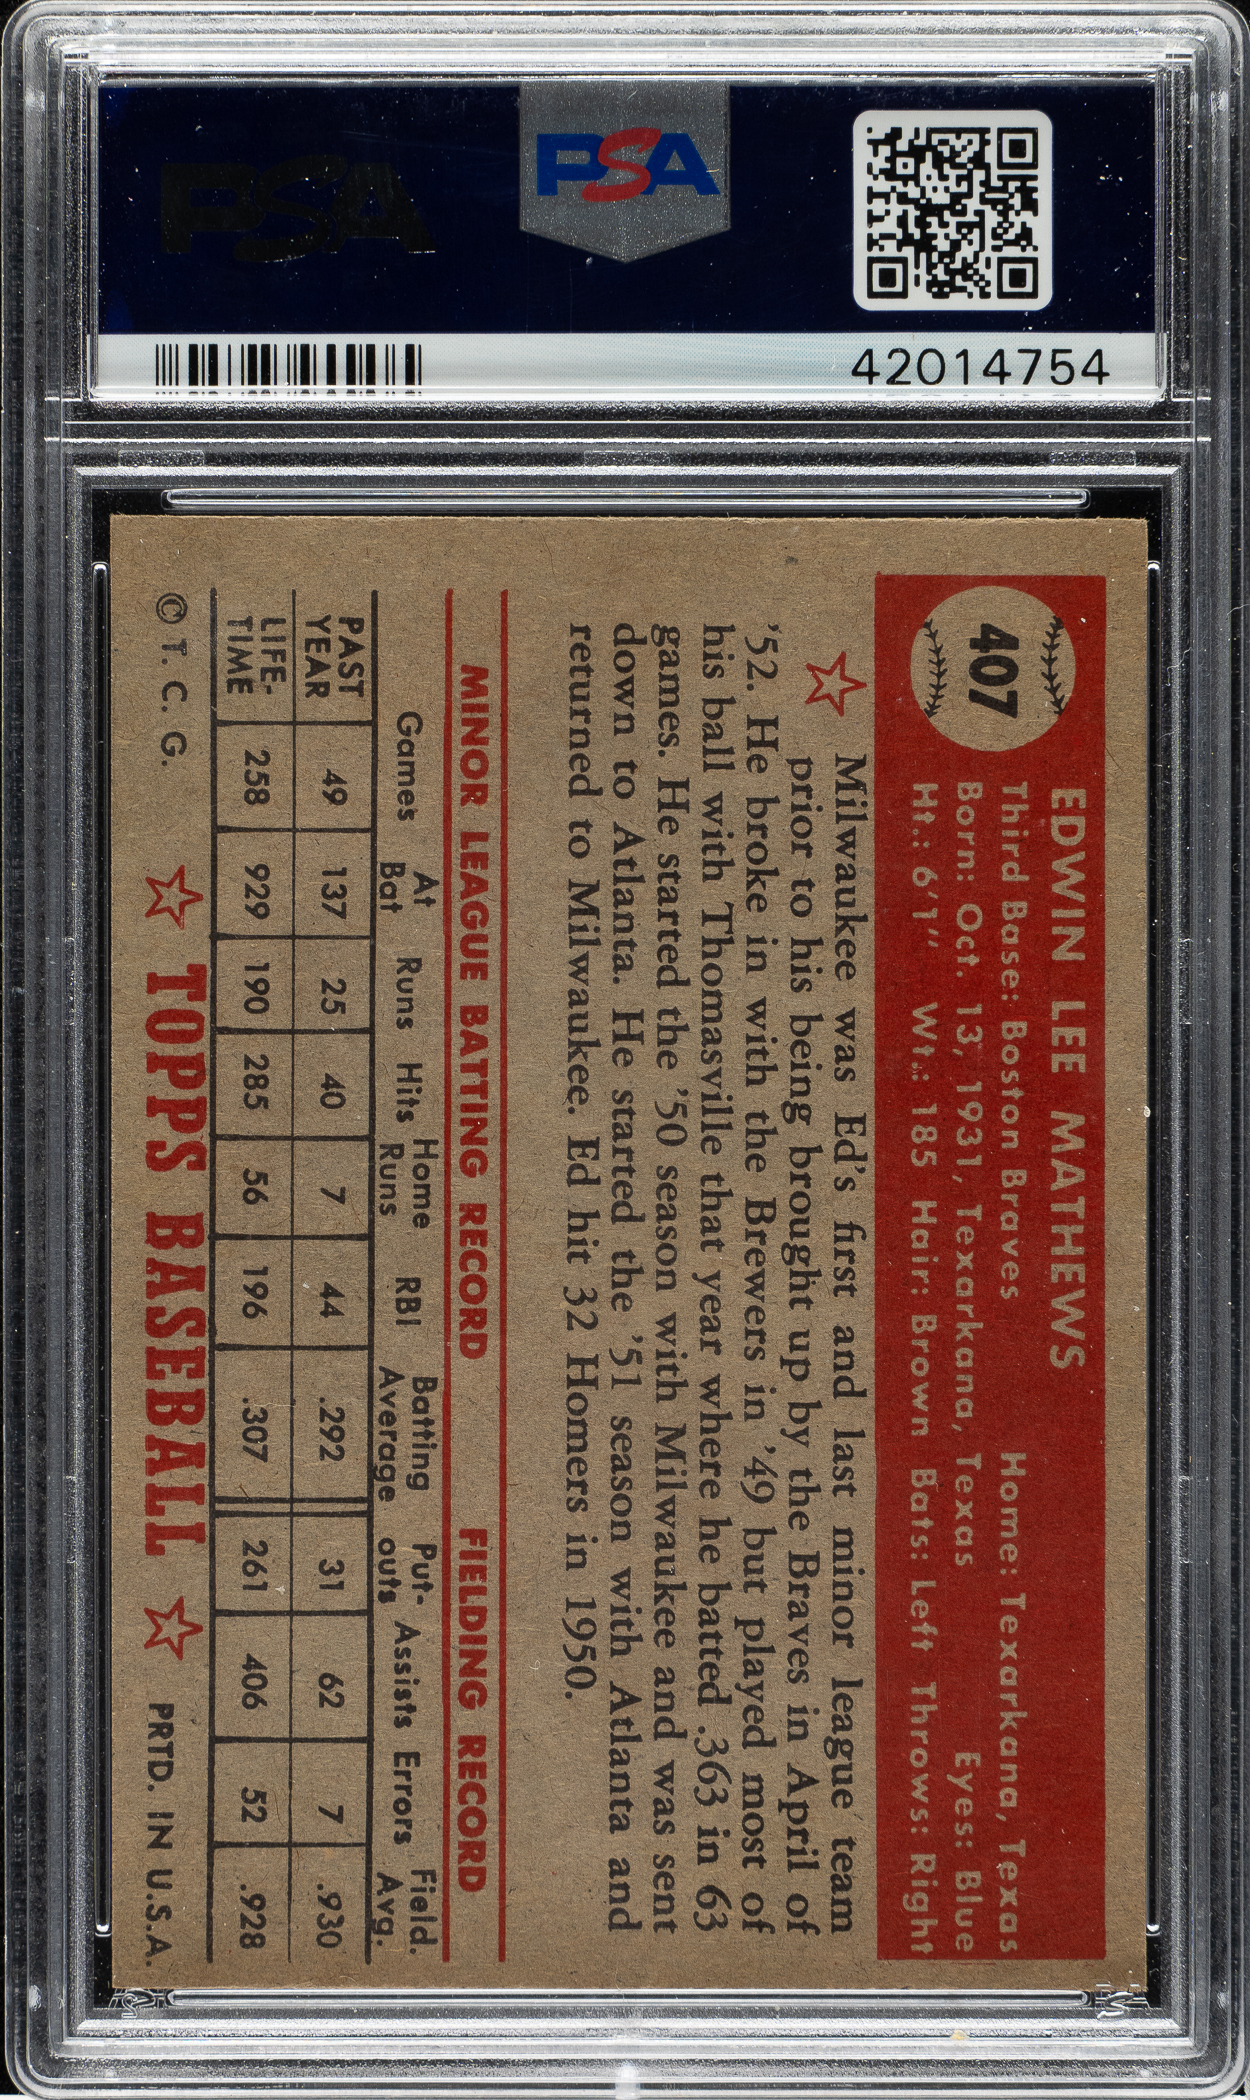 PSA
PSA
42014754
407
EDWIN LEE MATHEWS
Third Base: Boston Braves Home: Texarkana, Texas
Born: Oct. 13, 1931, Texarkana, Texas Eyes: Blue
Ht.: 6'1" Wt.: 185 Hair: Brown Bats: Left Throws: Right
Milwaukee was Ed's first and last minor league team
prior to his being brought up by the Braves in April of
'52. He broke in with the Brewers in '49 but played most of
his ball with Thomasville that year where he batted .363 in 63
games. He started the '50 season with Milwaukee and was sent
down to Atlanta. He started the '51 season with Atlanta and
returned to Milwaukee. Ed hit 32 Homers in 1950.
MINOR LEAGUE BATTING RECORD FIELDING RECORD
Games At Bat Runs Hits Home Runs RBI Batting Average Put-outs Assists Errors Field. Avg.
PAST YEAR 49 137 25 40 7 44 .292 31 62 7 .930
LIFE-TIME 258 929 190 285 56 196 .307 261 406 52 .928
© T. C. G. TOPPS BASEBALL PRTD. IN U.S.A.